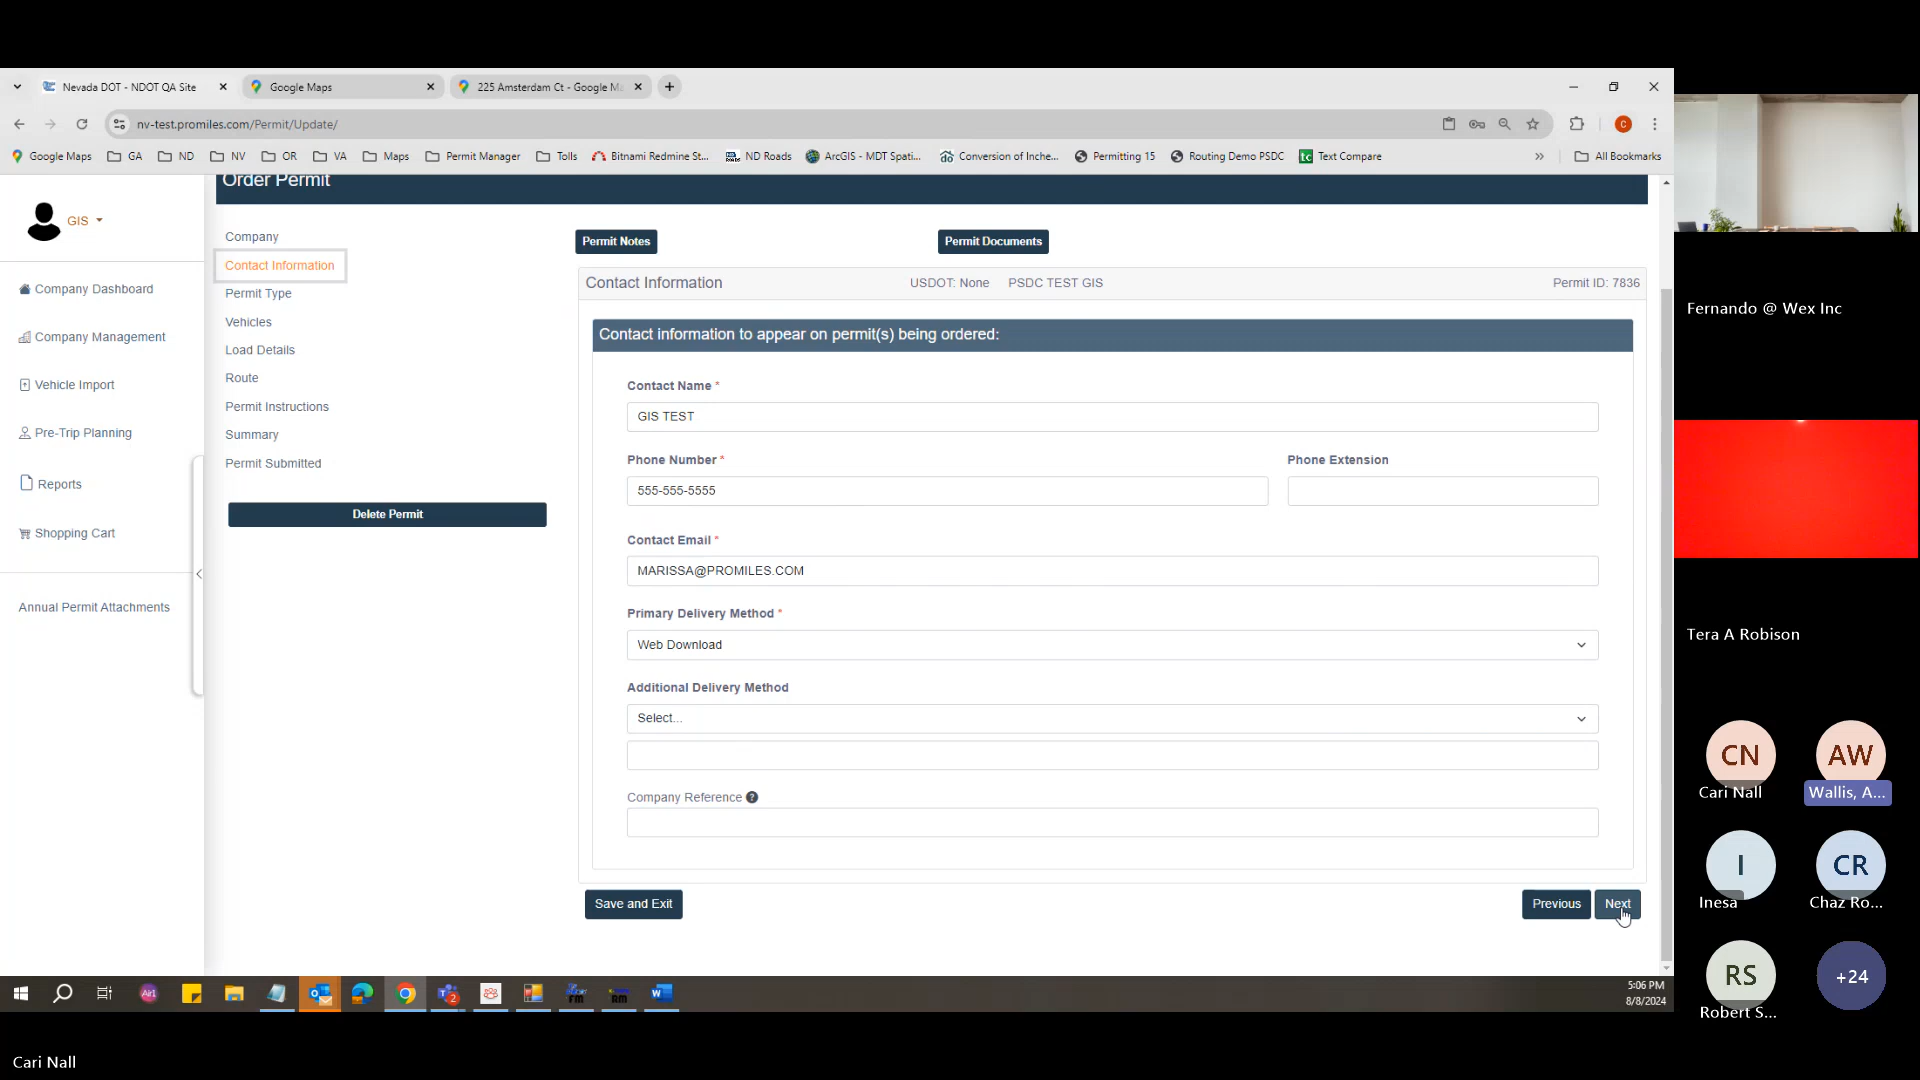 Nevada DOT - NDOT QA Site
Google Maps
225 Amsterdam Ct - Google M
nv-test.promiles.com/Permit/Update/
C
Google Maps
GA
ND
NV
OR
VA
Maps
Permit Manager
Tolls
Bitnami Redmine St...
ND Roads
ArcGIS - MDT Spati...
Conversion of Inche...
Permitting 15
Routing Demo PSDC
tc Text Compare
All Bookmarks
Order Permit
GIS
Company Dashboard
Company Management
Vehicle Import
Pre-Trip Planning
Reports
Shopping Cart
Annual Permit Attachments
Company
Contact Information
Permit Type
Vehicles
Load Details
Route
Permit Instructions
Summary
Permit Submitted
Delete Permit
Permit Notes
Permit Documents
Contact Information
USDOT: None
PSDC TEST GIS
Permit ID: 7836
Contact information to appear on permit(s) being ordered:
Contact Name *
GIS TEST
Phone Number *
555-555-5555
Phone Extension
Contact Email *
MARISSA@PROMILES.COM
Primary Delivery Method *
Web Download
Additional Delivery Method
Select...
Company Reference
Save and Exit
Previous
Next
5:06 PM
8/8/2024
Fernando @ Wex Inc
Tera A Robison
CN
Cari Nall
AW
Wallis, A...
I
Inesa
CR
Chaz Ro...
RS
Robert S...
+24
Cari Nall